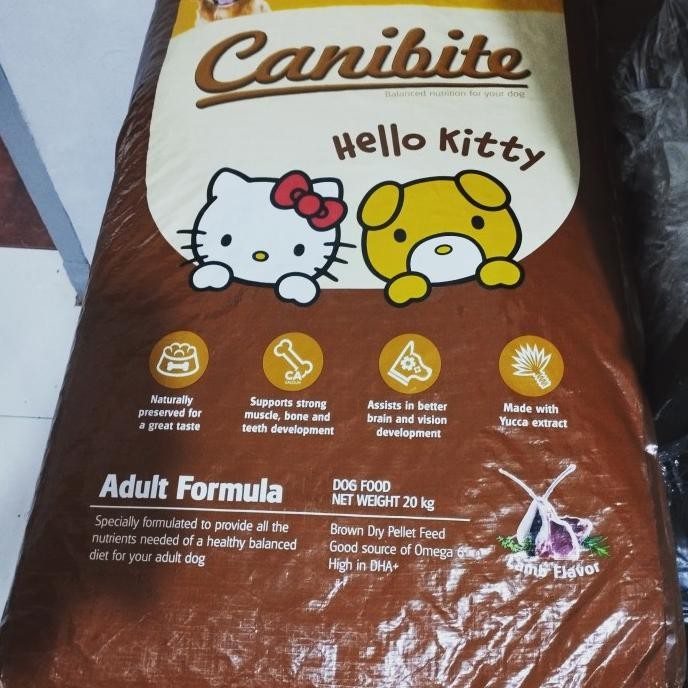 Canibite
Balanced nutrition for your dog
Hello Kitty
CA
CALCIUM
Naturally
preserved for
a great taste
Supports strong
muscle, bone and
teeth development
Assists in better
brain and vision
development
Made with
Yucca extract
Adult Formula
Specially formulated to provide all the
nutrients needed of a healthy balanced
diet for your adult dog
DOG FOOD
NET WEIGHT 20 kg
Brown Dry Pellet Feed
Good source of Omega 6
High in DHA+
Lamb Flavor